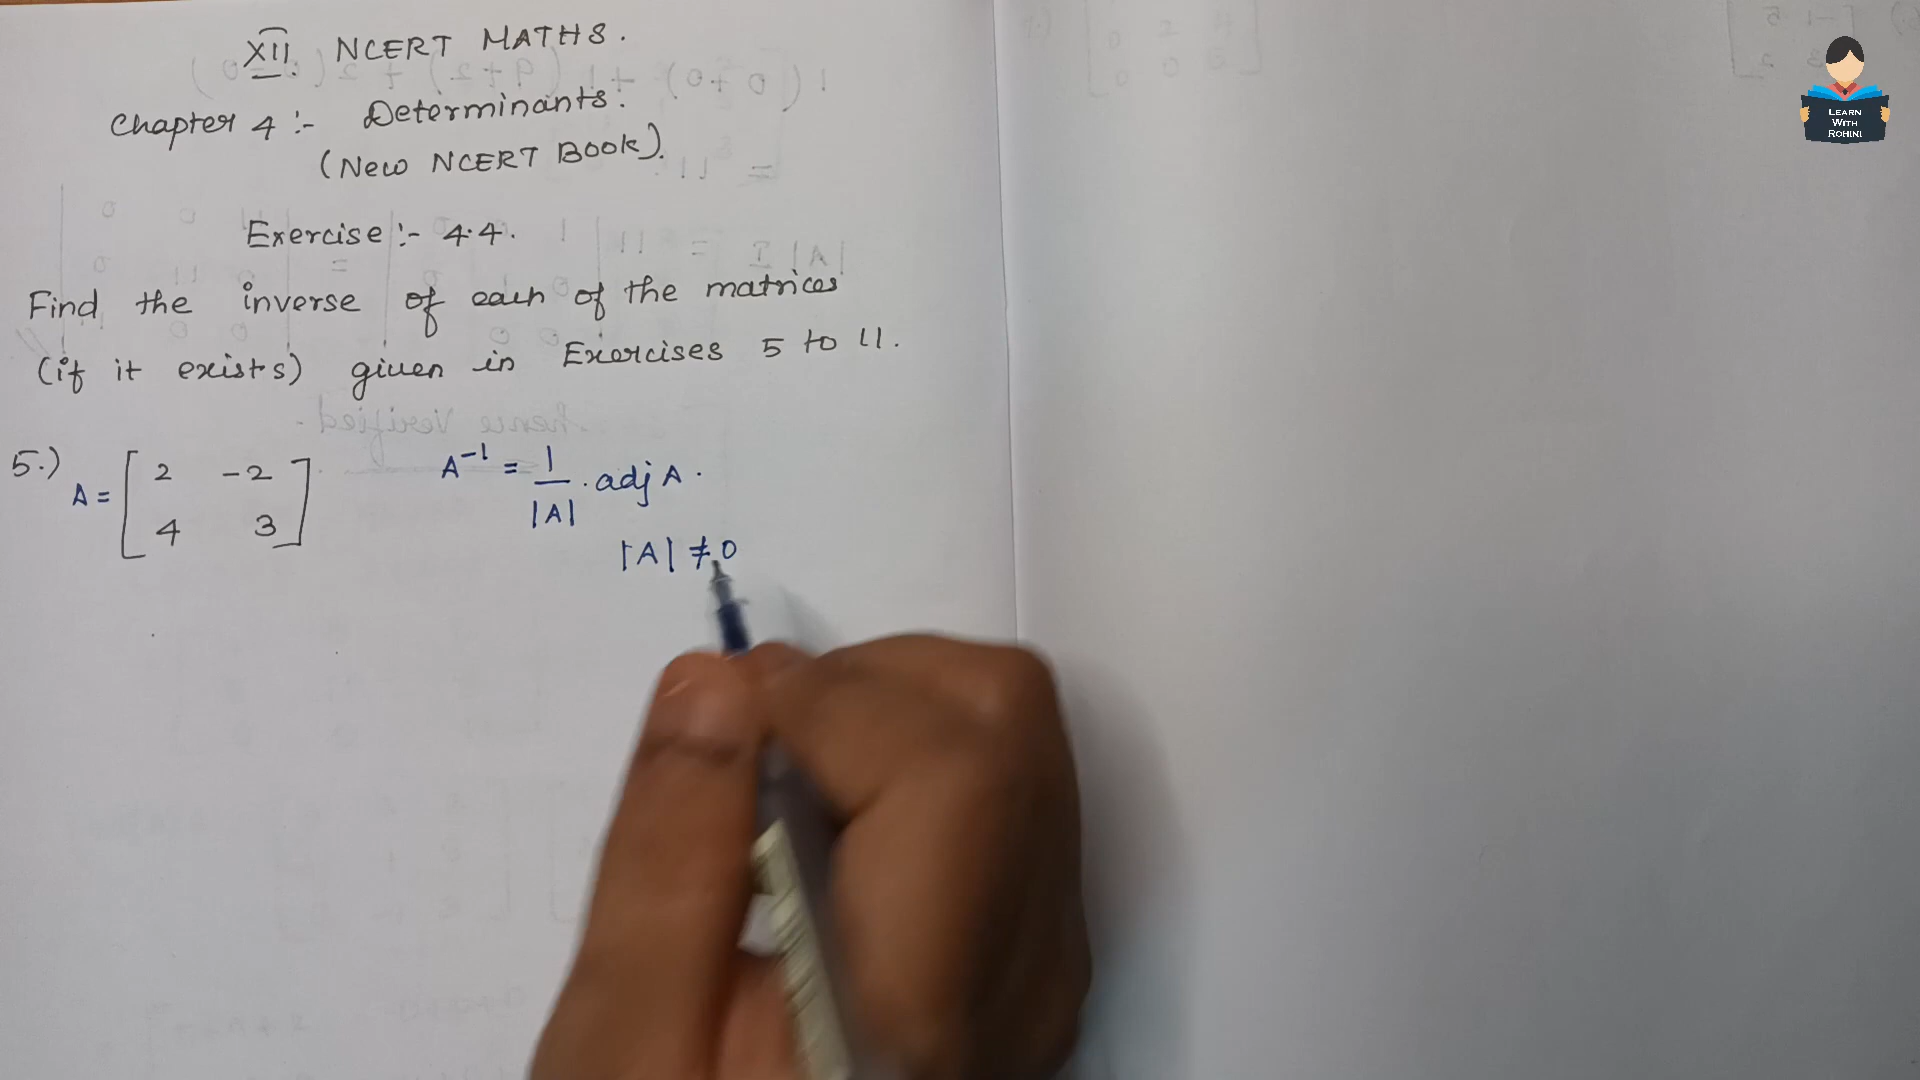 XII NCERT MATHS.
Chapter 4 :- Determinants.
(New NCERT Book).
Exercise :- 4.4.
Find the inverse of each of the matrices
(if it exists) given in Exercises 5 to 11.
5.) A = [ 2 -2
4 3 ]
A⁻¹ = 1/|A| . adj A.
|A| ≠ 0
LEARN
WITH
ROHINI